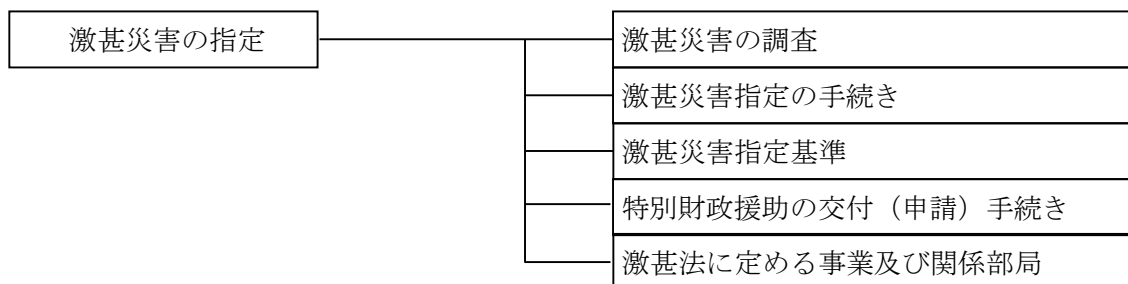 激甚災害の指定
激甚災害の調査
激甚災害指定の手続き
激甚災害指定基準
特別財政援助の交付（申請）手続き
激甚法に定める事業及び関係部局